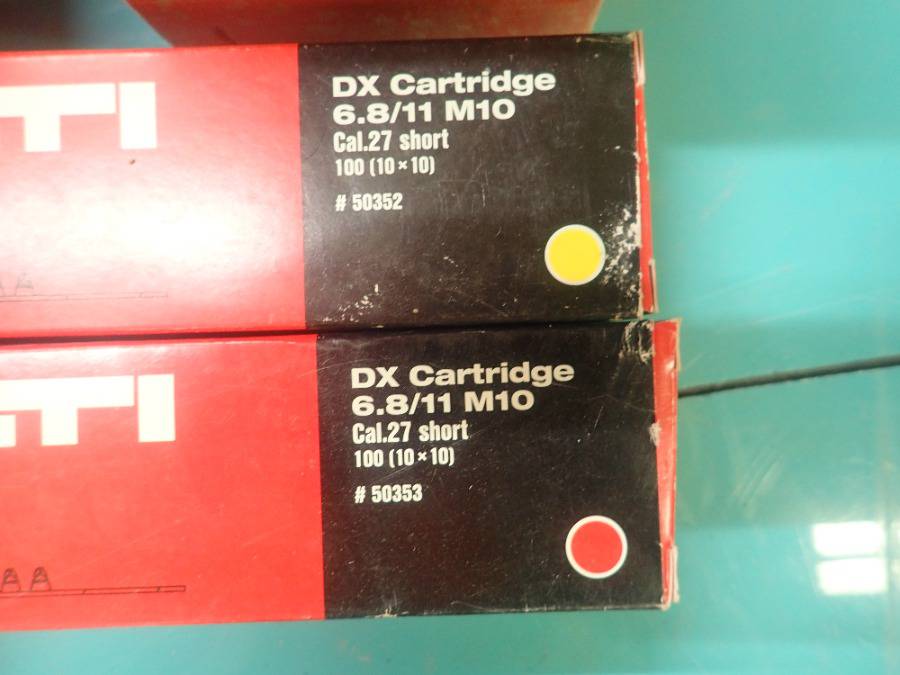 TI
DX Cartridge
6.8/11 M10
Cal.27 short
100 (10 × 10)
# 50352
LTI
DX Cartridge
6.8/11 M10
Cal.27 short
100 (10 × 10)
# 50353